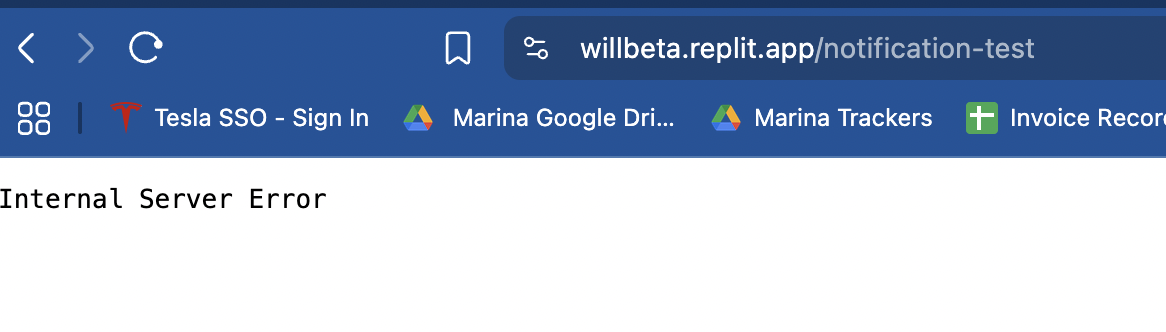 willbeta.replit.app/notification-test
Tesla SSO - Sign In Marina Google Dri... Marina Trackers Invoice Recor
Internal Server Error